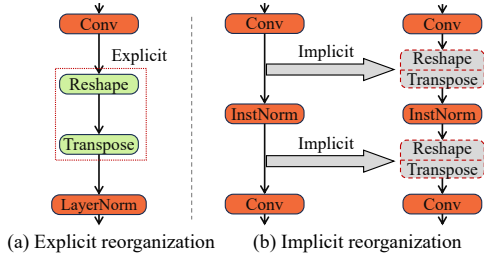 Conv
Explicit
Reshape
Transpose
LayerNorm
(a) Explicit reorganization
Conv
Implicit
Reshape
Transpose
InstNorm
InstNorm
Implicit
Reshape
Transpose
Conv
Conv
(b) Implicit reorganization